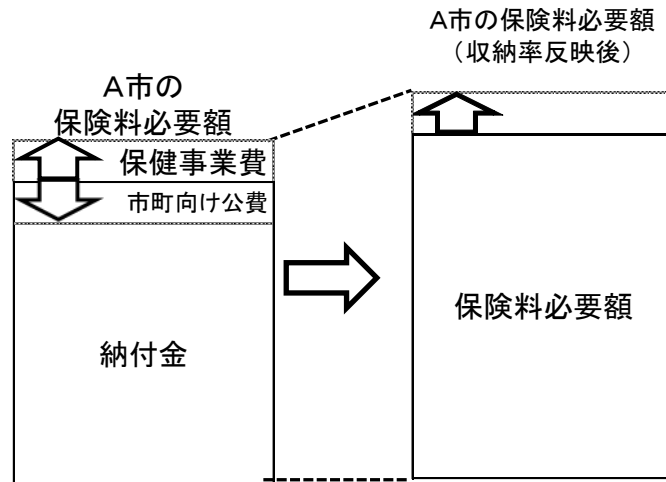 A市の保険料必要額
（収納率反映後）
A市の
保険料必要額
保健事業費
市町向け公費
納付金
保険料必要額